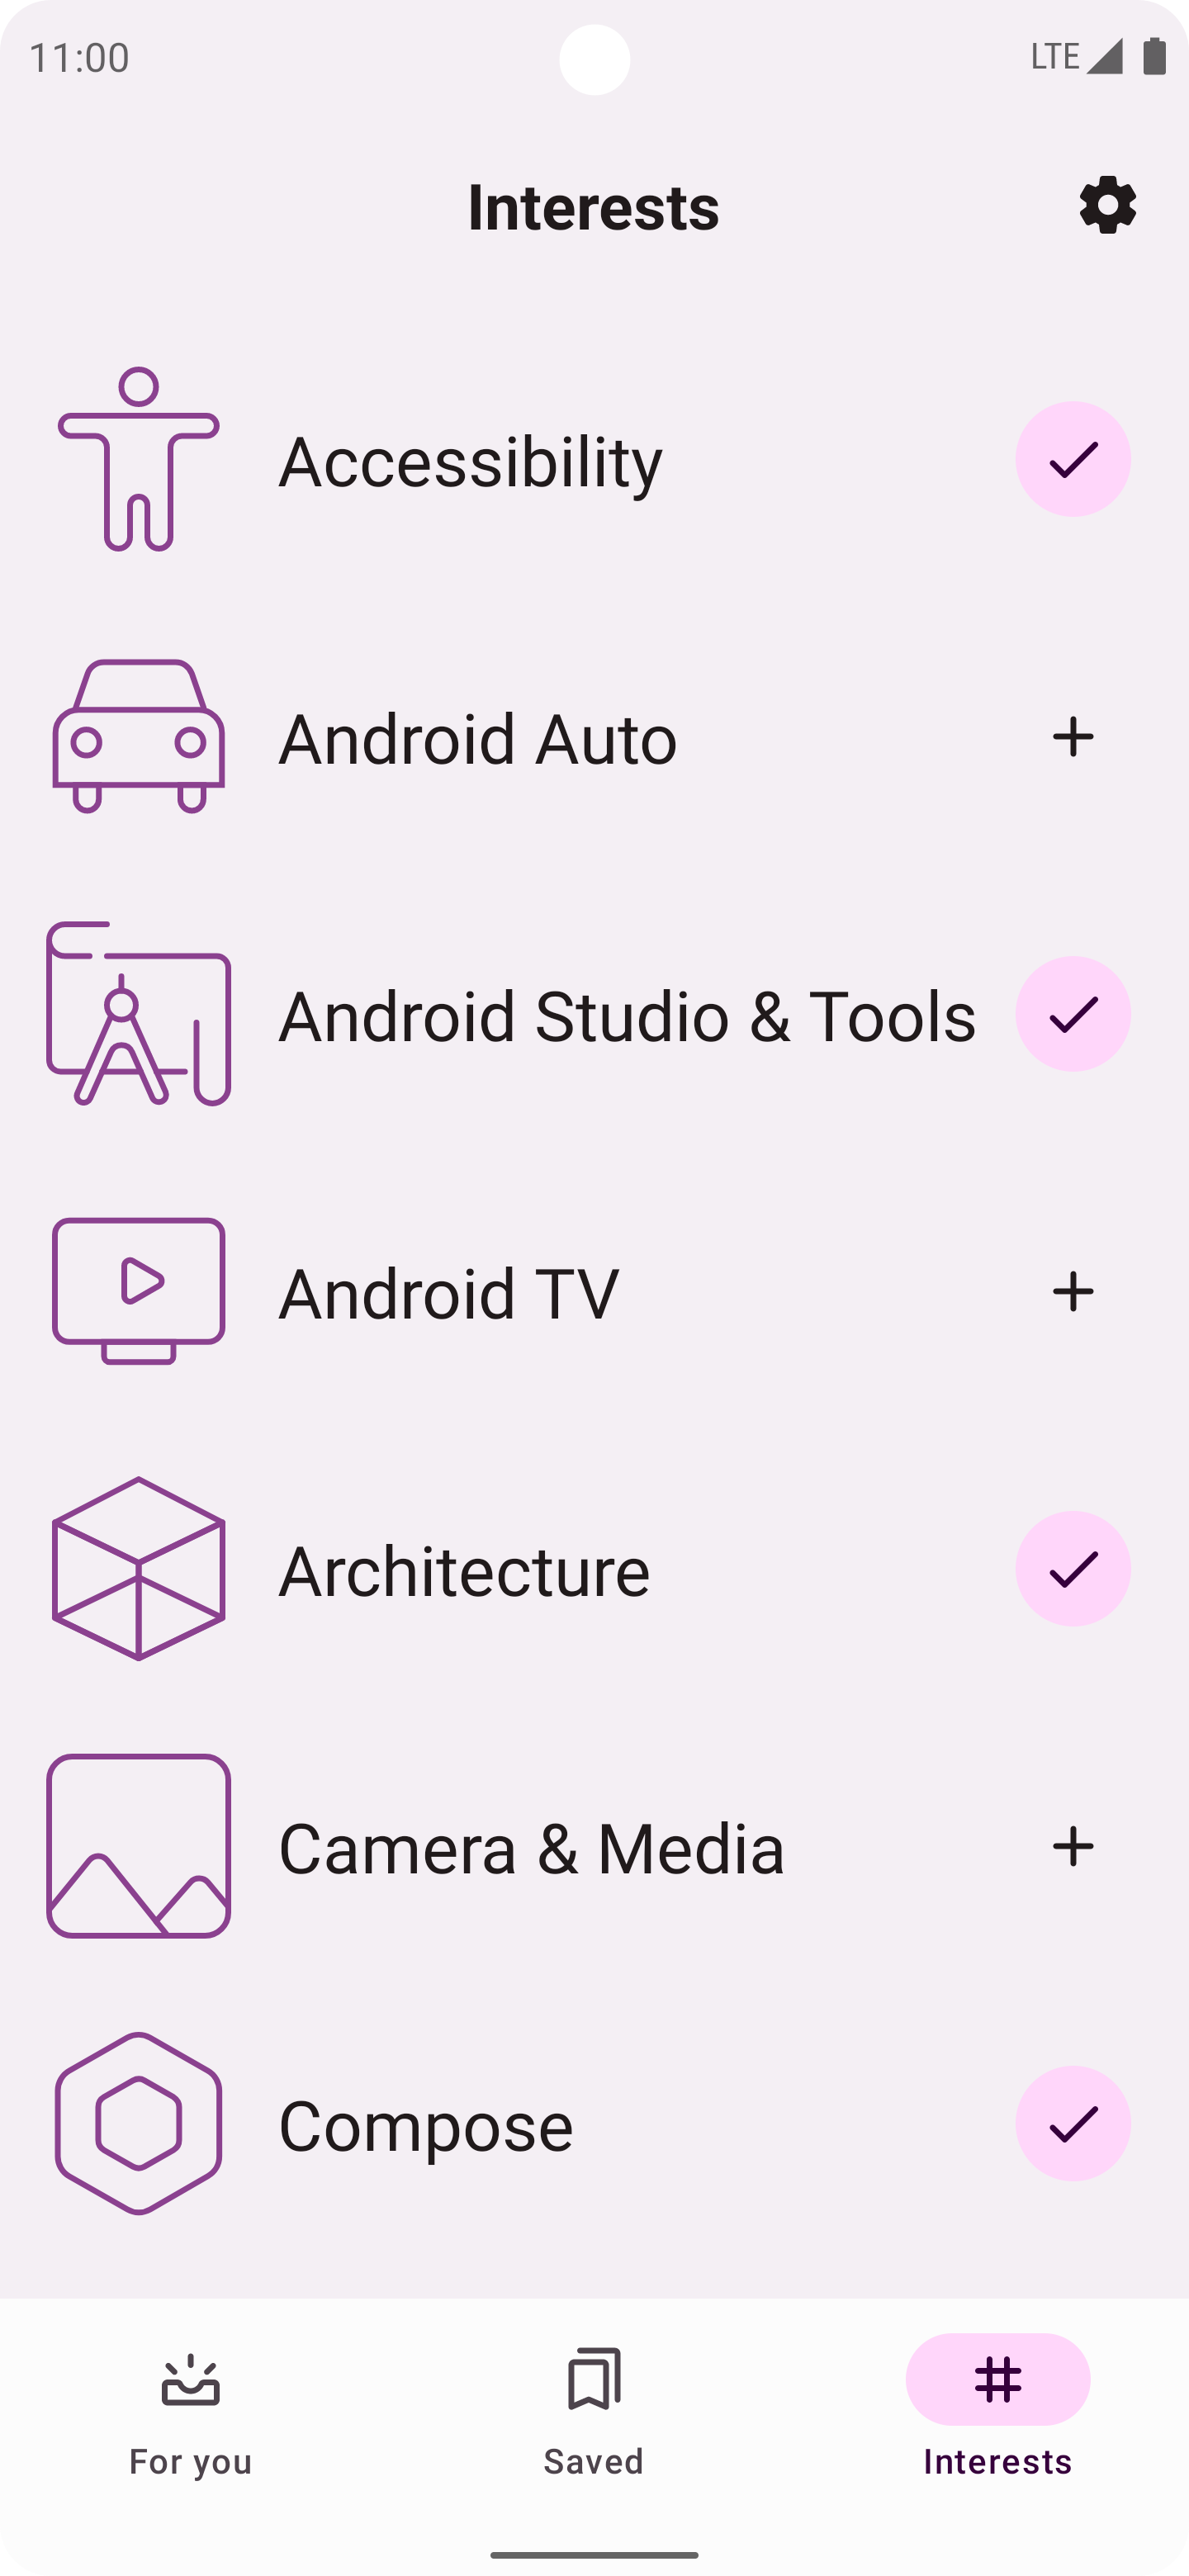 11:00 LTE
Interests
Accessibility
Android Auto
Android Studio & Tools
Android TV
Architecture
Camera & Media
Compose
For you Saved Interests